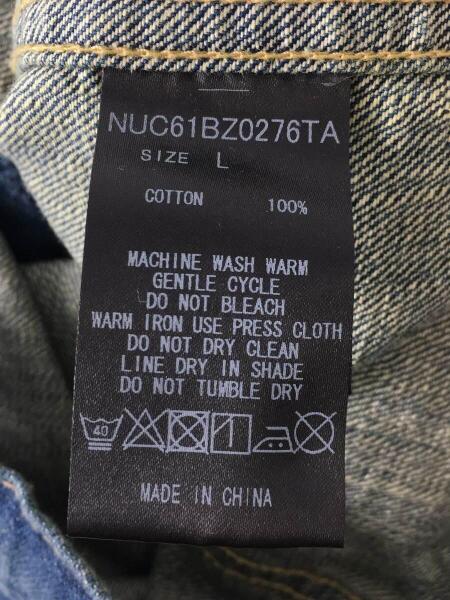 NUC61BZ0276TA
SIZE L
COTTON 100%
MACHINE WASH WARM
GENTLE CYCLE
DO NOT BLEACH
WARM IRON USE PRESS CLOTH
DO NOT DRY CLEAN
LINE DRY IN SHADE
DO NOT TUMBLE DRY
40
MADE IN CHINA